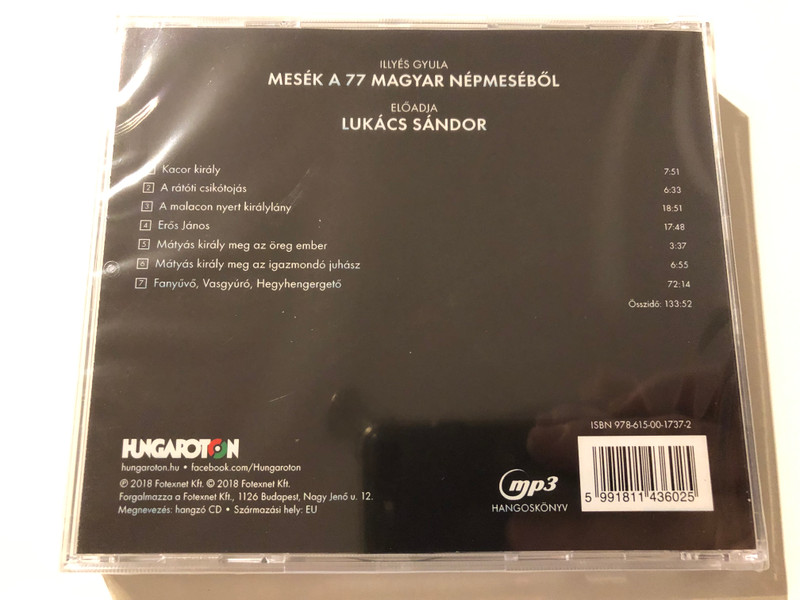 ILLYÉS GYULA
MESÉK A 77 MAGYAR NÉPMESÉBŐL
ELŐADJA
LUKÁCS SÁNDOR
Kacor király 7:51
2 A rátóti csikótojás 6:33
3 A malacon nyert királylány 18:51
4 Erős János 17:48
5 Mátyás király meg az öreg ember 3:37
6 Mátyás király meg az igazmondó juhász 6:55
7 Fanyűvő, Vasgyúró, Hegyhengergető 72:14
Összidő: 133:52
HUNGAROTON
hungaroton.hu • facebook.com/Hungaroton
℗ 2018 Fotexnet Kft. © 2018 Fotexnet Kft.
Forgalmazza a Fotexnet Kft., 1126 Budapest, Nagy Jenő u. 12.
Megnevezés: hangzó CD • Származási hely: EU
mp3
HANGOSKÖNYV
ISBN 978-615-00-1737-2
5 991811 436025